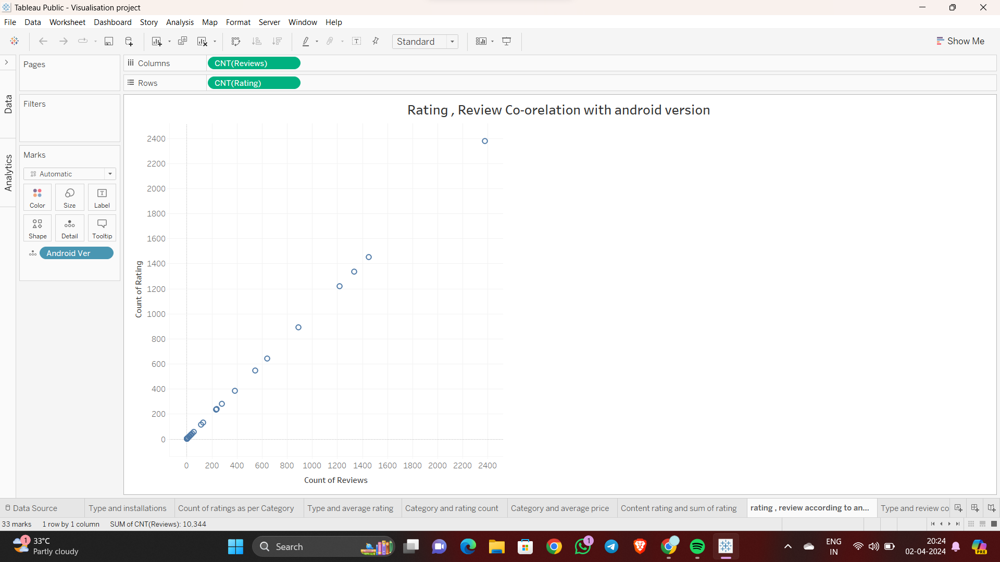 Tableau Public - Visualisation project
File Data Worksheet Dashboard Story Analysis Map Format Server Window Help
Standard
Show Me
Data
Analytics
Pages
Filters
Marks
Automatic
Color Size Label
Shape Detail Tooltip
Android Ver
Columns CNT(Reviews)
Rows CNT(Rating)
Rating , Review Co-orelation with android version
Count of Rating
2400
2200
2000
1800
1600
1400
1200
1000
800
600
400
200
0
0 200 400 600 800 1000 1200 1400 1600 1800 2000 2200 2400
Count of Reviews
Data Source Type and installations Count of ratings as per Category Type and average rating Category and rating count Category and average price Content rating and sum of rating rating , review according to an... Type and review co
33 marks 1 row by 1 column SUM of CNT(Reviews): 10,344
1 33°C
Partly cloudy
Search
1
ENG
IN
20:24
02-04-2024
PRE